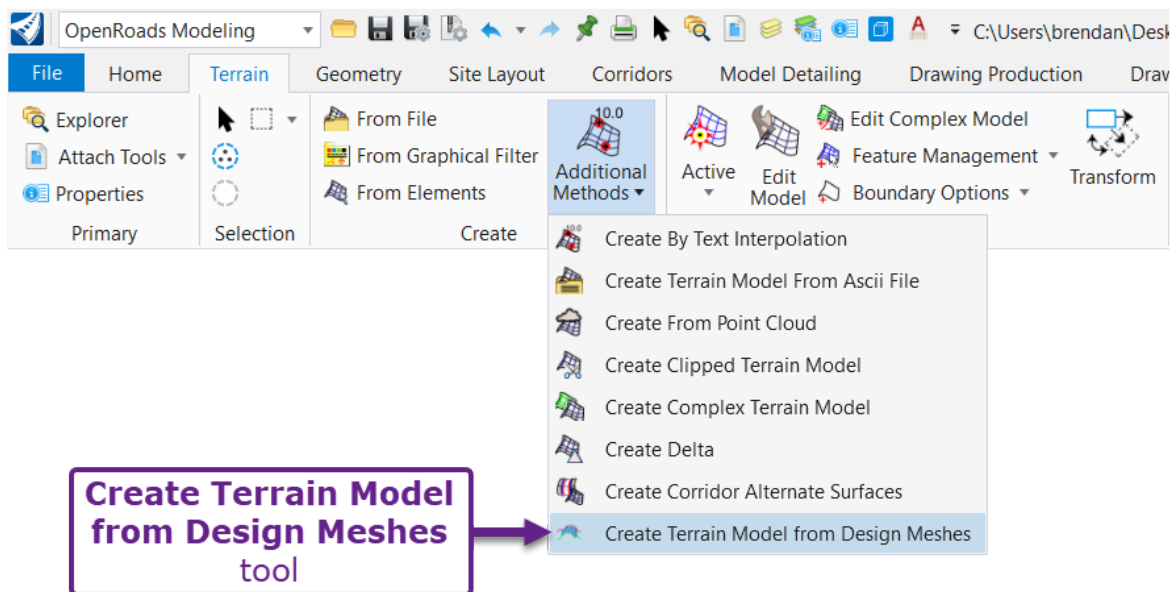 OpenRoads Modeling
C:\Users\brendan\Desk
File Home Terrain Geometry Site Layout Corridors Model Detailing Drawing Production Draw
Explorer
Attach Tools
Properties
Primary
Selection
From File
From Graphical Filter
From Elements
Create
10.0
Additional
Methods
Active
Edit
Model
Edit Complex Model
Feature Management
Boundary Options
Transform
Create By Text Interpolation
Create Terrain Model From Ascii File
Create From Point Cloud
Create Clipped Terrain Model
Create Complex Terrain Model
Create Delta
Create Corridor Alternate Surfaces
Create Terrain Model from Design Meshes
Create Terrain Model
from Design Meshes
tool